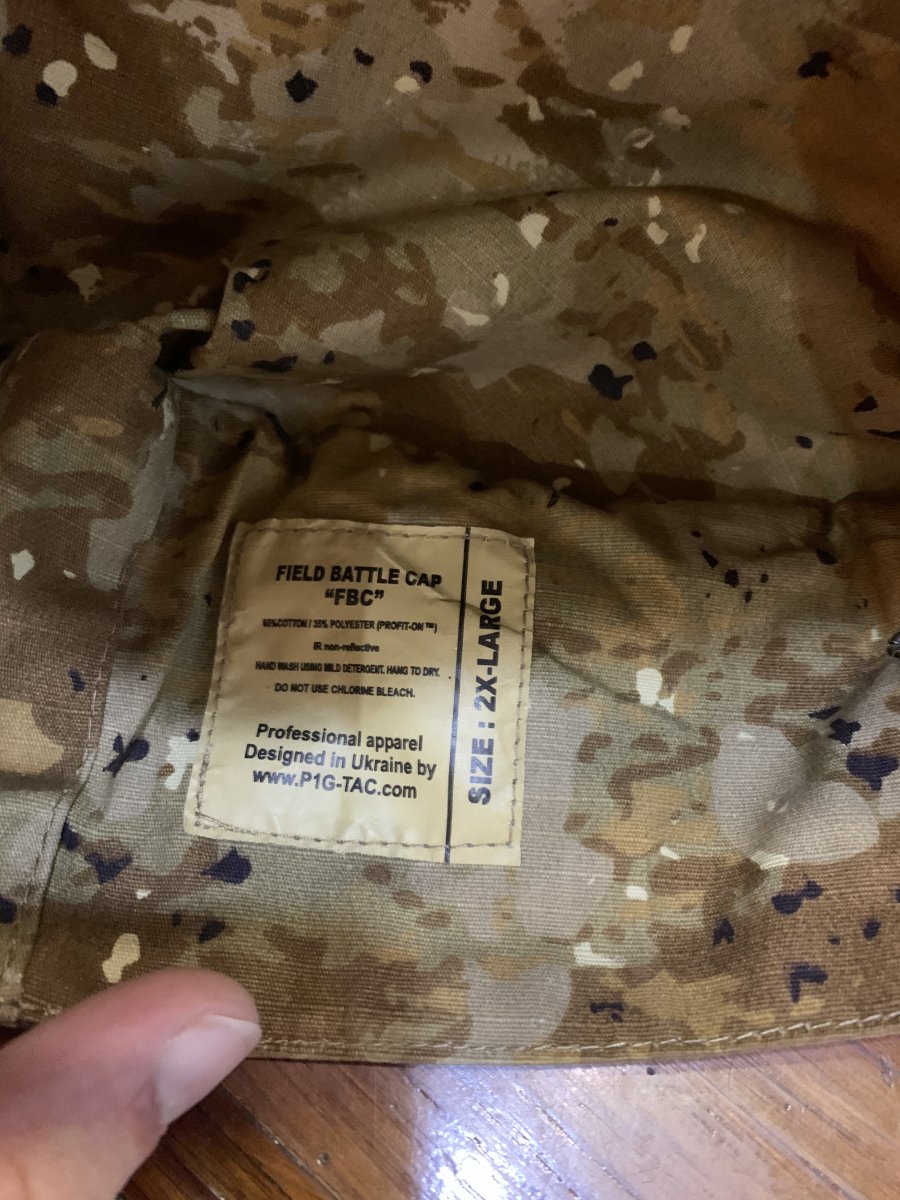 FIELD BATTLE CAP
“FBC”
65%COTTON / 35% POLYESTER (PROFIT-ON™)
IR non-reflective
HAND WASH USING MILD DETERGENT. HANG TO DRY.
DO NOT USE CHLORINE BLEACH.
Professional apparel
Designed in Ukraine by
www.P1G-TAC.com
SIZE : 2X-LARGE